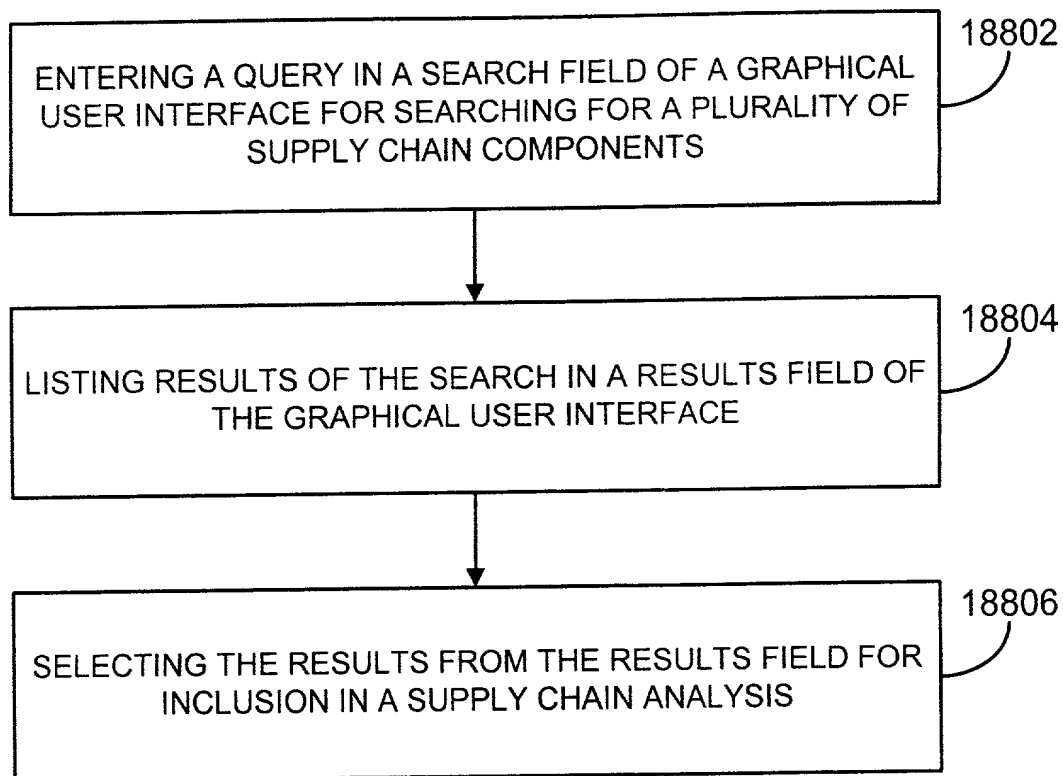 18802
ENTERING A QUERY IN A SEARCH FIELD OF A GRAPHICAL
USER INTERFACE FOR SEARCHING FOR A PLURALITY OF
SUPPLY CHAIN COMPONENTS
18804
LISTING RESULTS OF THE SEARCH IN A RESULTS FIELD OF
THE GRAPHICAL USER INTERFACE
18806
SELECTING THE RESULTS FROM THE RESULTS FIELD FOR
INCLUSION IN A SUPPLY CHAIN ANALYSIS